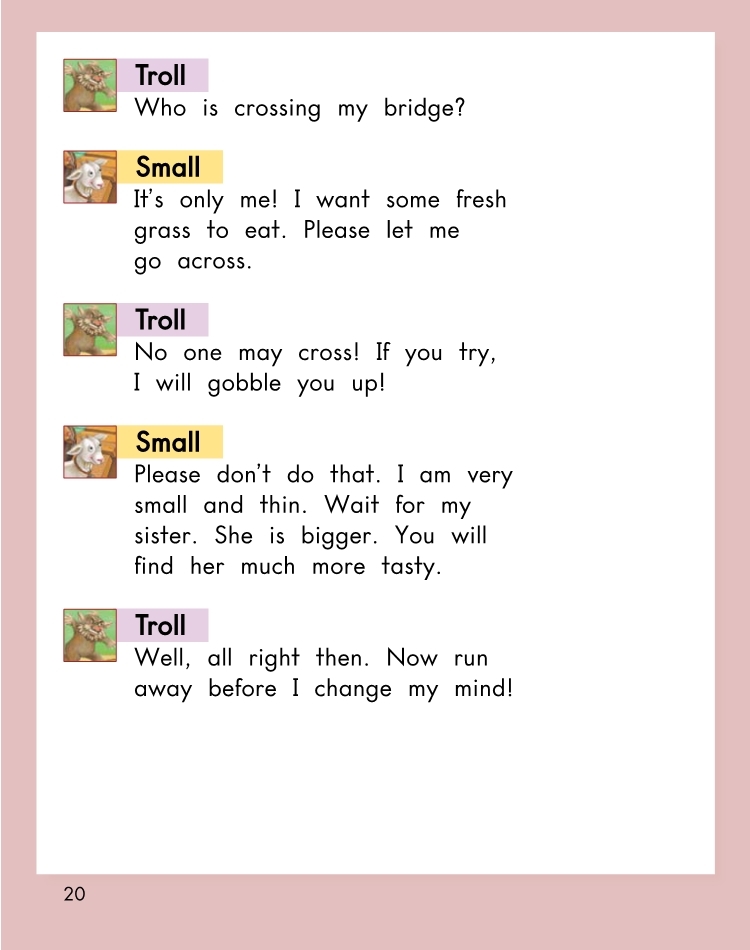 Troll
Who is crossing my bridge?
Small
It's only me! I want some fresh
grass to eat. Please let me
go across.
Troll
No one may cross! If you try,
I will gobble you up!
Small
Please don't do that. I am very
small and thin. Wait for my
sister. She is bigger. You will
find her much more tasty.
Troll
Well, all right then. Now run
away before I change my mind!
20